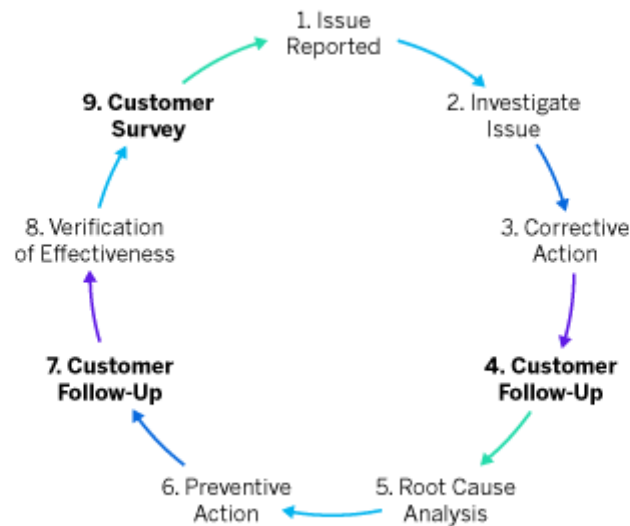 1. Issue
Reported
2. Investigate
Issue
3. Corrective
Action
4. Customer
Follow-Up
5. Root Cause
Analysis
6. Preventive
Action
7. Customer
Follow-Up
8. Verification
of Effectiveness
9. Customer
Survey